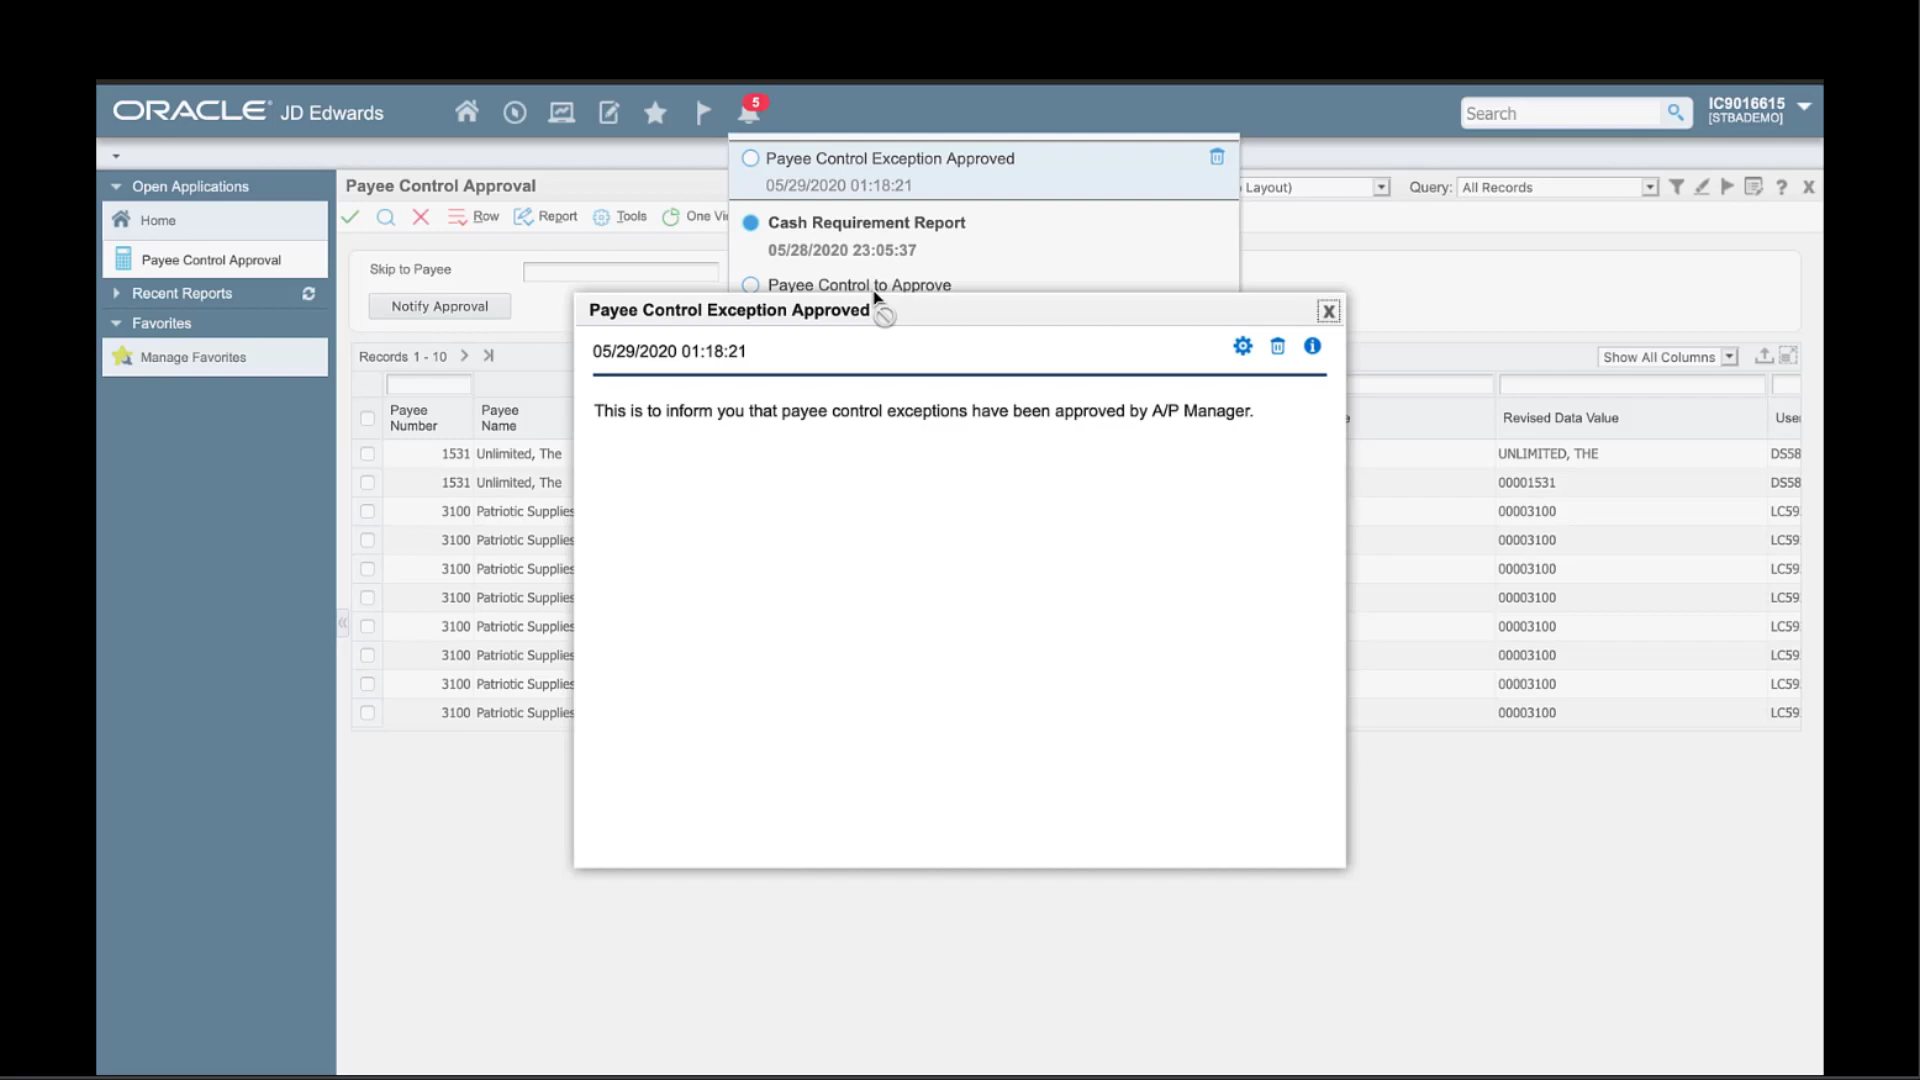 ORACLE JD Edwards
5
Search
IC9016615
[STBADEMO]
Payee Control Exception Approved
05/29/2020 01:18:21
Cash Requirement Report
05/28/2020 23:05:37
Payee Control to Approve
Open Applications
Home
Payee Control Approval
Recent Reports
Favorites
Manage Favorites
Payee Control Approval
Layout)
Query: All Records
Row
Report
Tools
One
Skip to Payee
Notify Approval
Payee Control Exception Approved
X
05/29/2020 01:18:21
This is to inform you that payee control exceptions have been approved by A/P Manager.
Records 1 - 10
Show All Columns
Payee Number
Payee Name
Revised Data Value
1531 Unlimited, The UNLIMITED, THE DS58
1531 Unlimited, The 00001531 DS58
3100 Patriotic Supplies 00003100 LC59
3100 Patriotic Supplies 00003100 LC59
3100 Patriotic Supplies 00003100 LC59
3100 Patriotic Supplies 00003100 LC59
3100 Patriotic Supplies 00003100 LC59
3100 Patriotic Supplies 00003100 LC59
3100 Patriotic Supplies 00003100 LC59
3100 Patriotic Supplies 00003100 LC59